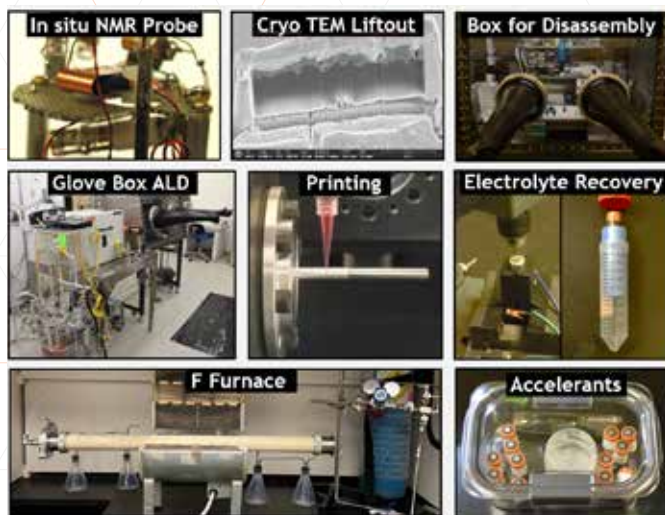 In situ NMR Probe
Cryo TEM Liftout
Box for Disassembly
Glove Box ALD
Printing
Electrolyte Recovery
F Furnace
Accelerants